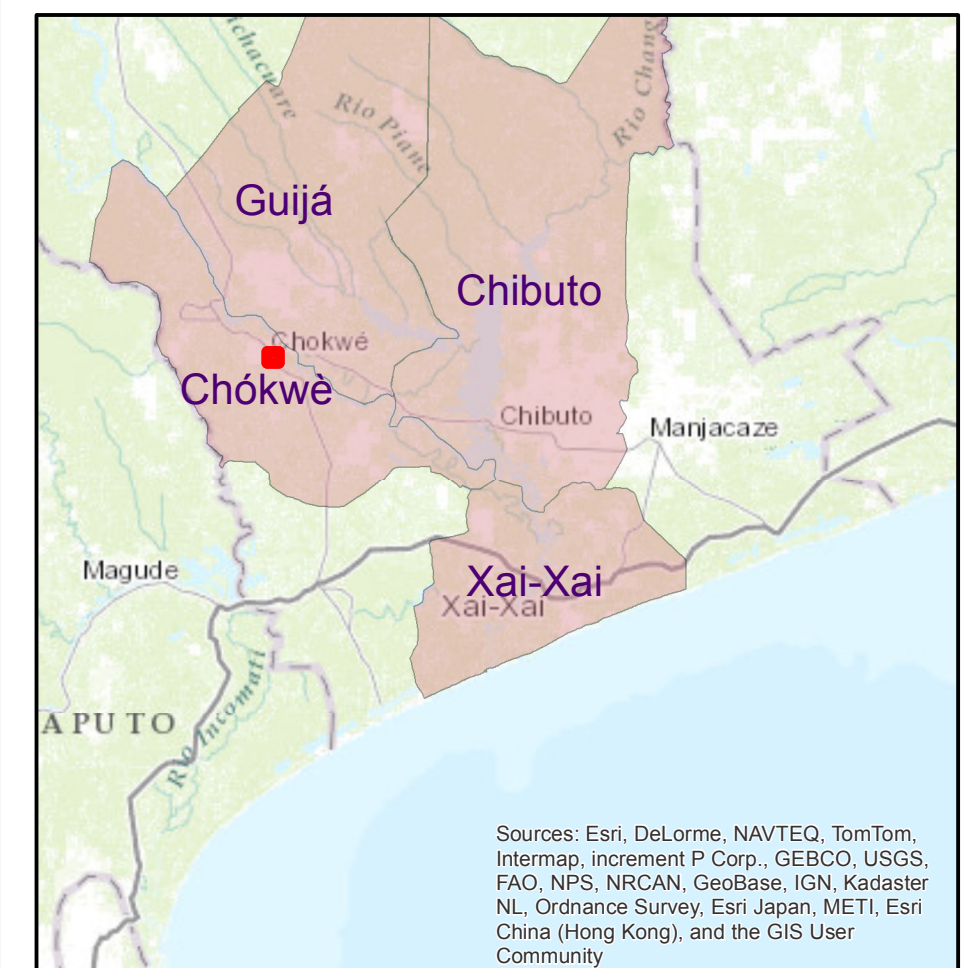 ichacuare
Rio Piane
Rio Chang
Guijá
Chibuto
Chokwé
Chókwè
Chibuto
Manjacaze
Magude
Xai-Xai
Xai-Xai
Rio Incomati
APUTO
Sources: Esri, DeLorme, NAVTEQ, TomTom,
Intermap, increment P Corp., GEBCO, USGS,
FAO, NPS, NRCAN, GeoBase, IGN, Kadaster
NL, Ordnance Survey, Esri Japan, METI, Esri
China (Hong Kong), and the GIS User
Community